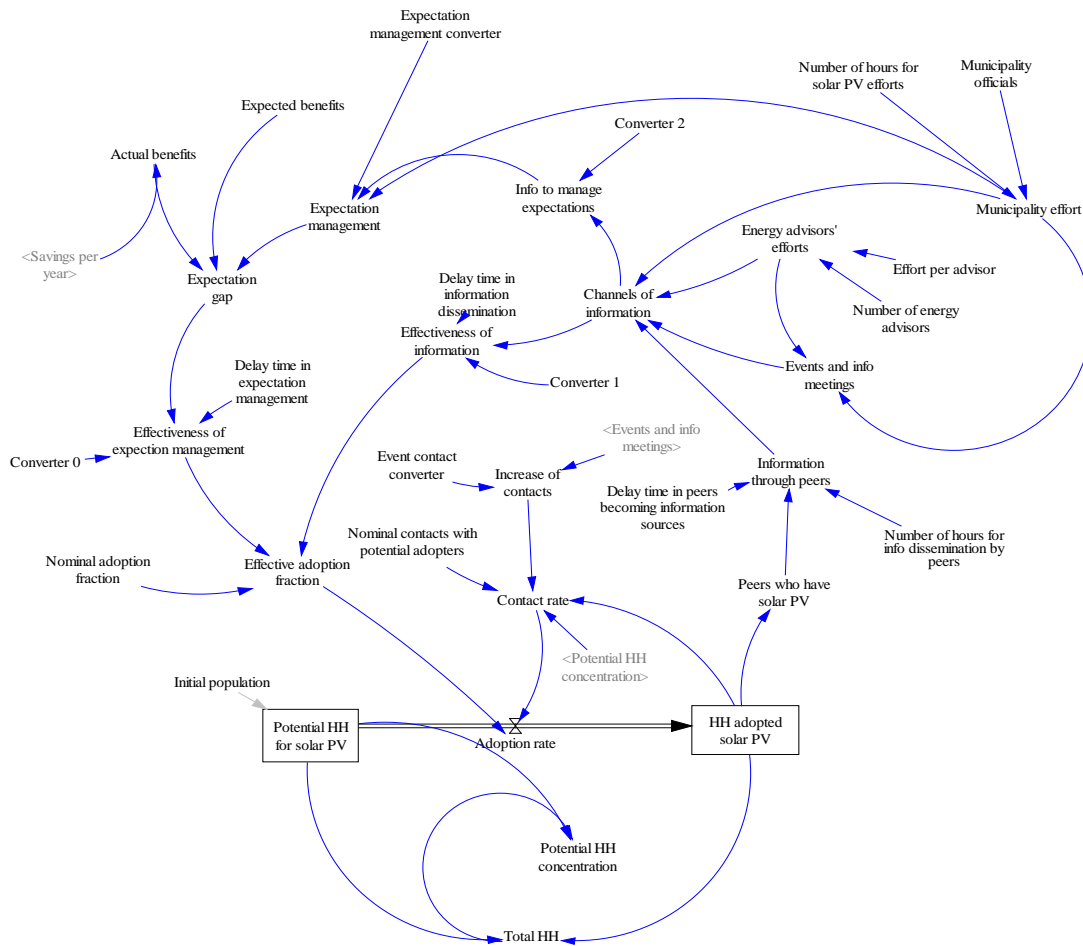 Expectation
management converter
Number of hours for
solar PV efforts
Municipality
officials
Expected benefits
Converter 2
Actual benefits
Info to manage
expectations
Expectation
management
Municipality effort
Energy advisors'
efforts
<Savings per
year>
Effort per advisor
Expectation
gap
Delay time in
information
dissemination
Channels of
information
Number of energy
advisors
Effectiveness of
information
Delay time in
expectation
management
Events and info
meetings
Converter 1
Effectiveness of
expection management
<Events and info
meetings>
Converter 0
Event contact
converter
Increase of
contacts
Information
through peers
Delay time in peers
becoming information
sources
Nominal contacts with
potential adopters
Number of hours for
info dissemination by
peers
Nominal adoption
fraction
Effective adoption
fraction
Peers who have
solar PV
Contact rate
<Potential HH
concentration>
Initial population
Potential HH
for solar PV
HH adopted
solar PV
Adoption rate
Potential HH
concentration
Total HH